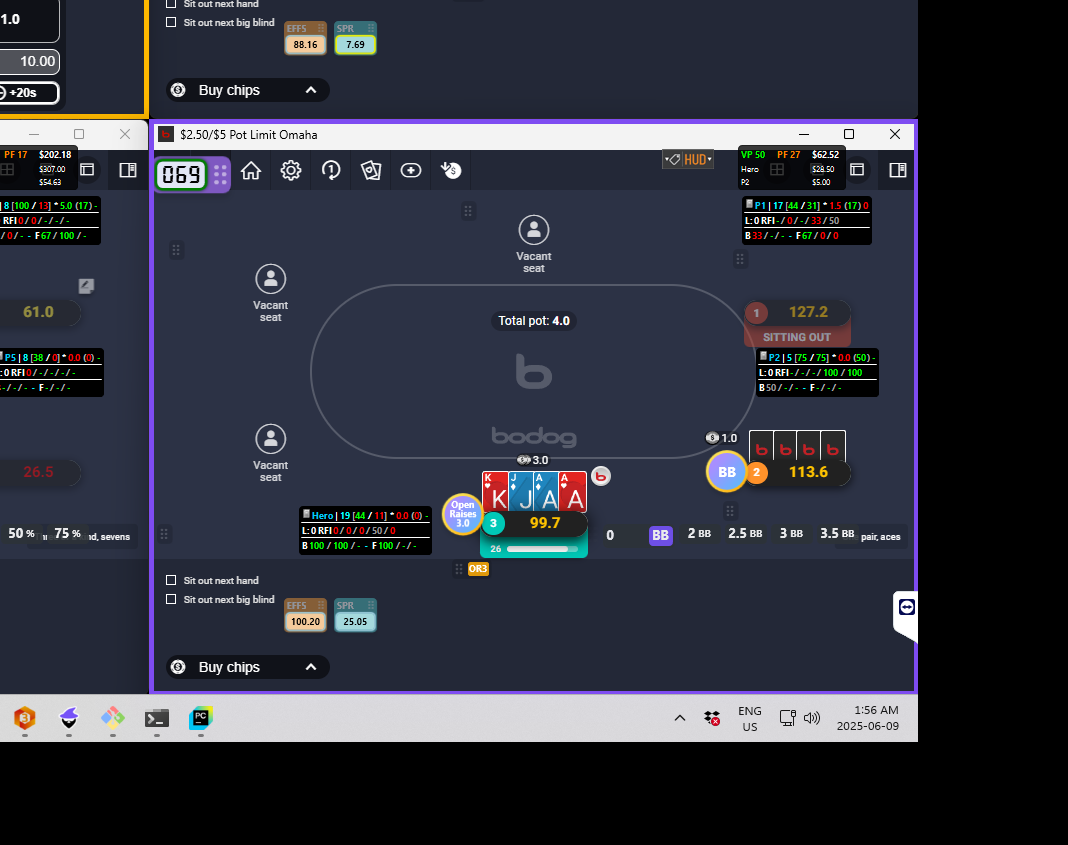 1.0
10.00
+20s
Sit out next hand
Sit out next big blind
EFFS
88.16
SPR
7.69
Buy chips
$2.50/$5 Pot Limit Omaha
PF 17 $202.18
$307.00
$54.63
069
HUD
VP 50 PF 27 $62.52
Hero $28.50
P2 $5.00
| 8 [100 / 13] * 5.0 (17) -
RFI 0 / 0 / - / - / -
/ 0 / - - F 67 / 100 / -
P1 | 17 [44 / 31] * 1.5 (17) 0
L: 0 RFI - / 0 / - / 33 / 50
B 33 / - / - - F 67 / 0 / 0
Vacant seat
Vacant seat
Total pot: 4.0
61.0
1 127.2
SITTING OUT
P5 | 8 [38 / 0] * 0.0 (0) -
: 0 RFI 0 / - / - / - / -
- / - / - - F - / - / -
P2 | 5 [75 / 75] * 0.0 (50) -
L: 0 RFI - / - / - / 100 / 100
B 50 / - / - - F - / - / -
b
bodog
Vacant seat
26.5
3.0
1.0
K J A A
K J A A
b
BB
2 113.6
Open Raises 3.0
3 99.7
26
Hero | 19 [44 / 11] * 0.0 (0) -
L: 0 RFI 0 / 0 / 0 / 50 / 0
B 100 / 100 / - - F 100 / - / -
50 % 75 % nd, sevens
0 BB 2 BB 2.5 BB 3 BB 3.5 BB pair, aces
OR3
Sit out next hand
Sit out next big blind
EFFS
100.20
SPR
25.05
Buy chips
PC
ENG
US
1:56 AM
2025-06-09